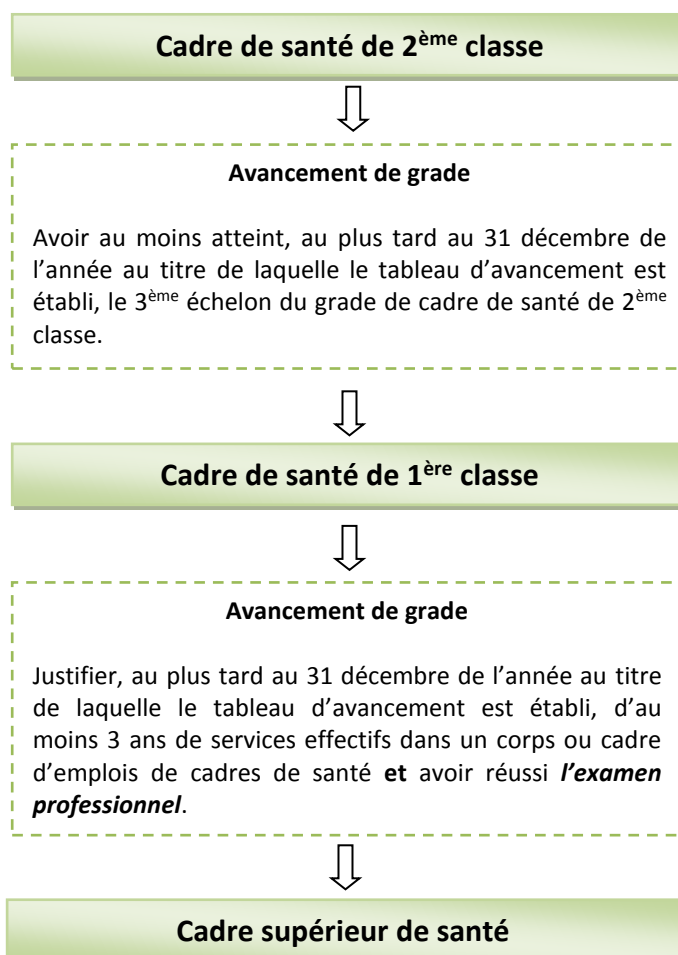 Cadre de santé de 2ème classe
Avancement de grade
Avoir au moins atteint, au plus tard au 31 décembre de
l’année au titre de laquelle le tableau d’avancement est
établi, le 3ème échelon du grade de cadre de santé de 2ème
classe.
Cadre de santé de 1ère classe
Avancement de grade
Justifier, au plus tard au 31 décembre de l’année au titre
de laquelle le tableau d’avancement est établi, d’au
moins 3 ans de services effectifs dans un corps ou cadre
d’emplois de cadres de santé et avoir réussi l’examen
professionnel.
Cadre supérieur de santé